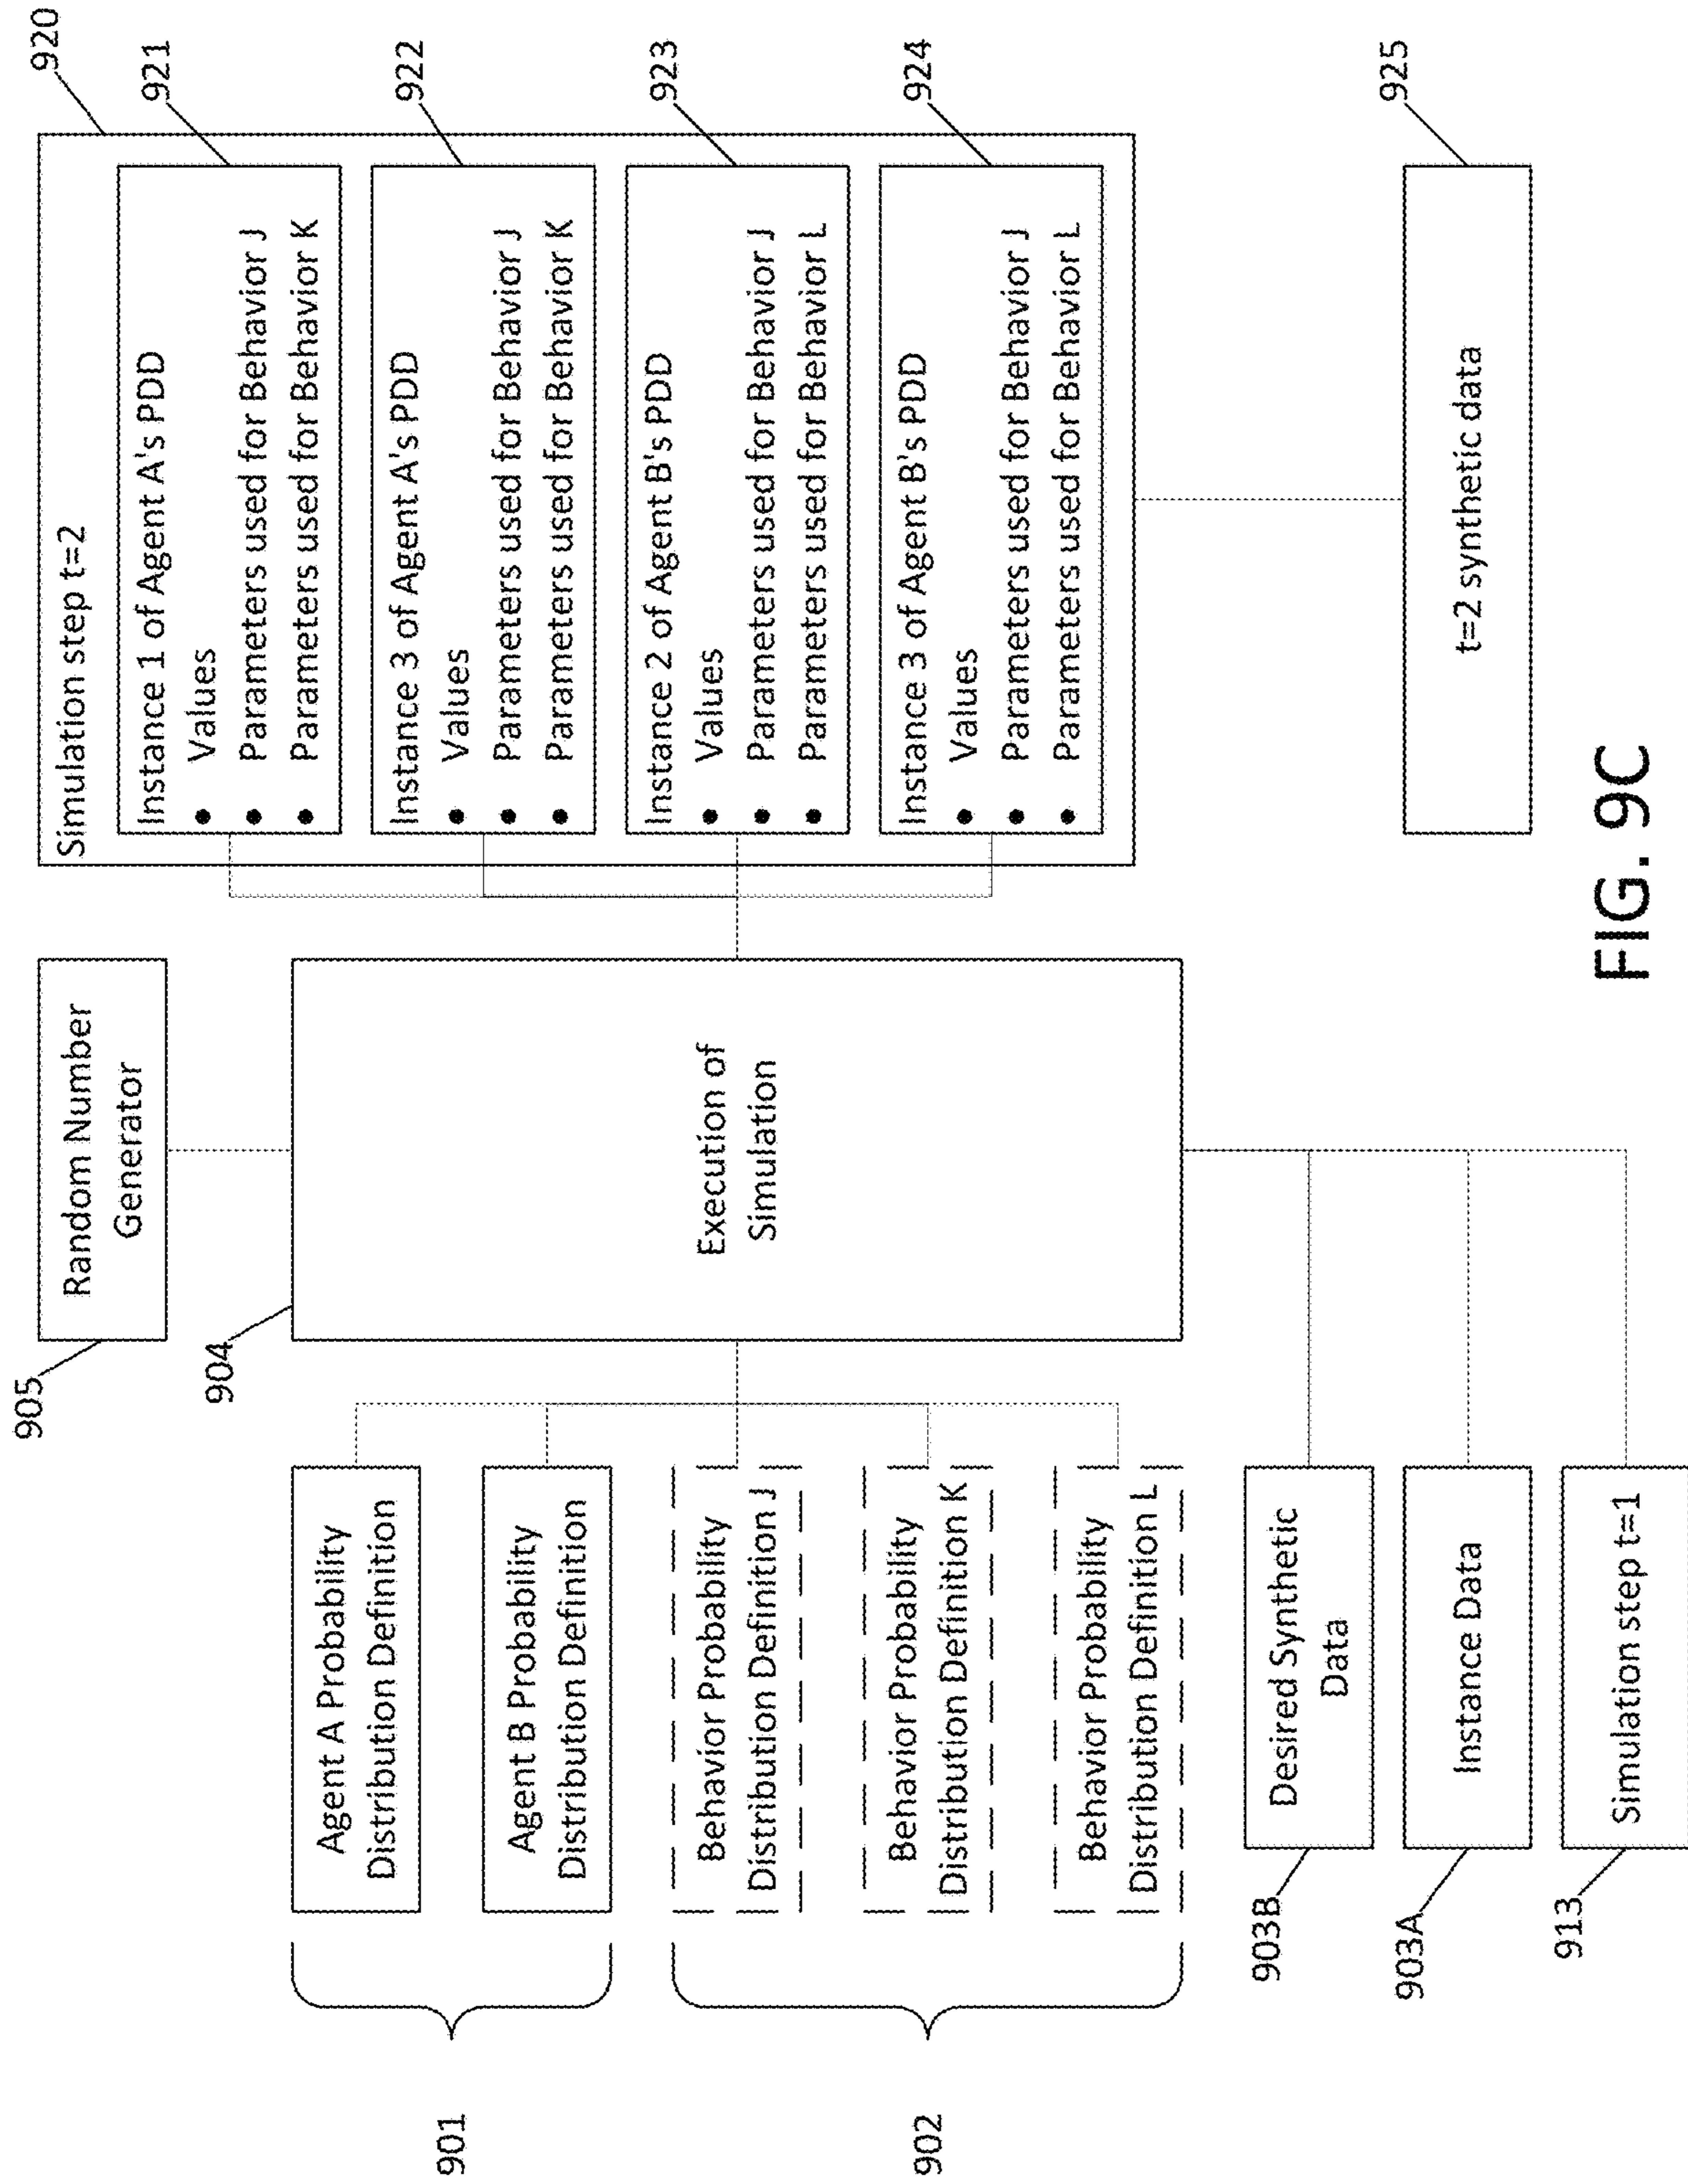 905
Random Number
Generator
904
Execution of
Simulation
901
Agent A Probability
Distribution Definition
Agent B Probability
Distribution Definition
902
Behavior Probability
Distribution Definition J
Behavior Probability
Distribution Definition K
Behavior Probability
Distribution Definition L
903B
Desired Synthetic
Data
903A
Instance Data
913
Simulation step t=1
920
Simulation step t=2
921
Instance 1 of Agent A's PDD
• Values
• Parameters used for Behavior J
• Parameters used for Behavior K
922
Instance 3 of Agent A's PDD
• Values
• Parameters used for Behavior J
• Parameters used for Behavior K
923
Instance 2 of Agent B's PDD
• Values
• Parameters used for Behavior J
• Parameters used for Behavior L
924
Instance 3 of Agent B's PDD
• Values
• Parameters used for Behavior J
• Parameters used for Behavior L
925
t=2 synthetic data
FIG. 9C